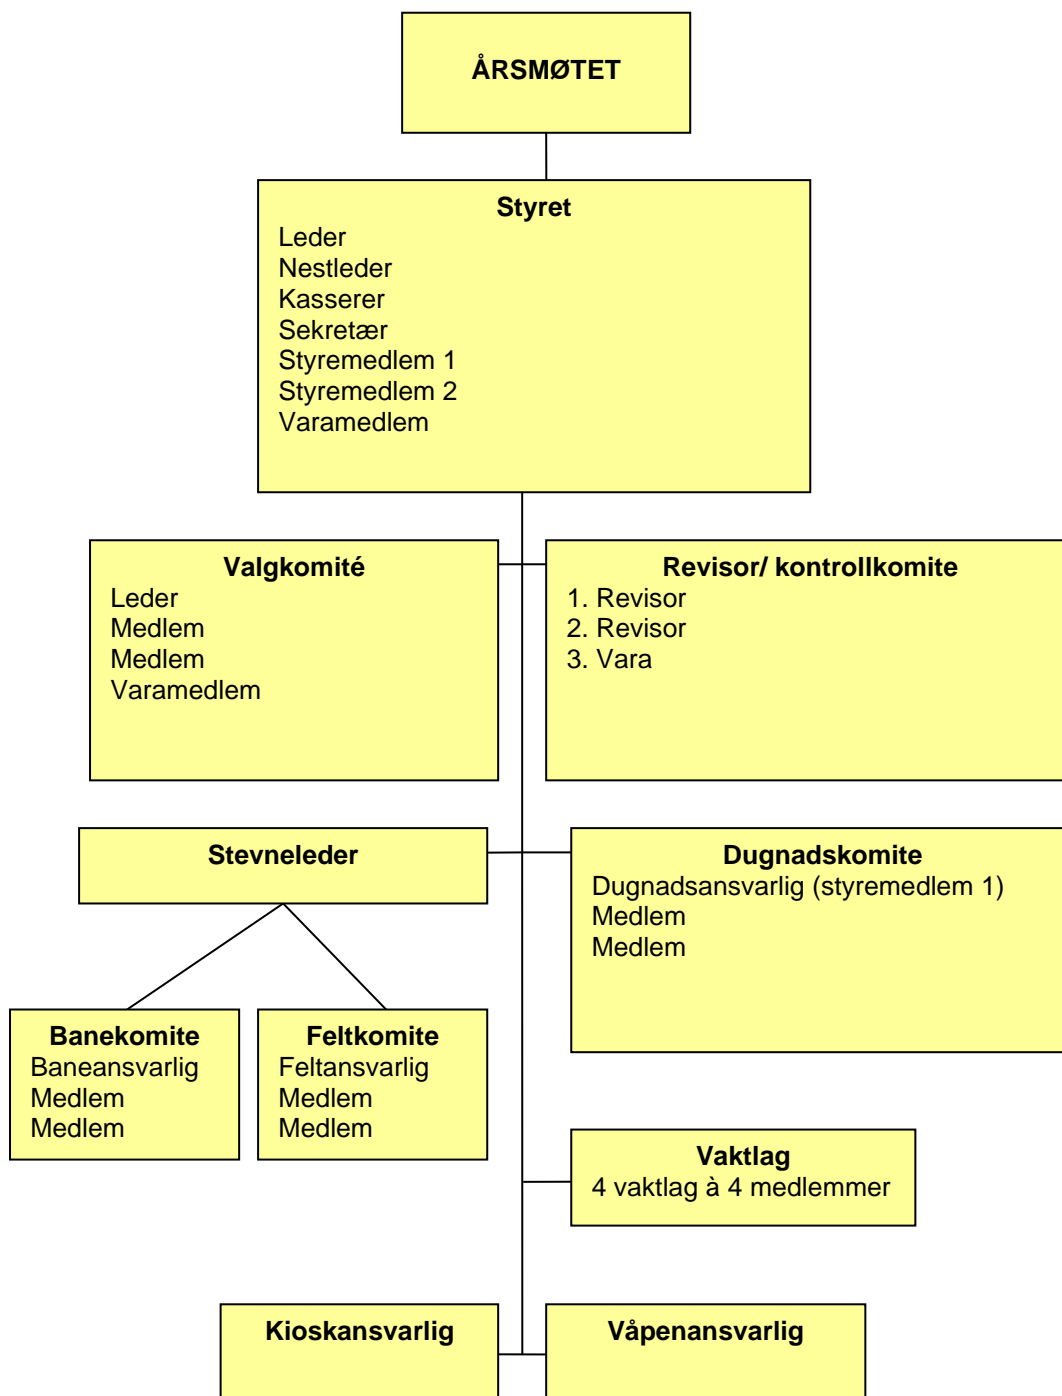 ÅRSMØTET
Styret
Leder
Nestleder
Kasserer
Sekretær
Styremedlem 1
Styremedlem 2
Varamedlem
Valgkomité
Leder
Medlem
Medlem
Varamedlem
Revisor/ kontrollkomite
1. Revisor
2. Revisor
3. Vara
Stevneleder
Dugnadskomite
Dugnadsansvarlig (styremedlem 1)
Medlem
Medlem
Banekomite
Baneansvarlig
Medlem
Medlem
Feltkomite
Feltansvarlig
Medlem
Medlem
Vaktlag
4 vaktlag à 4 medlemmer
Kioskansvarlig
Våpenansvarlig